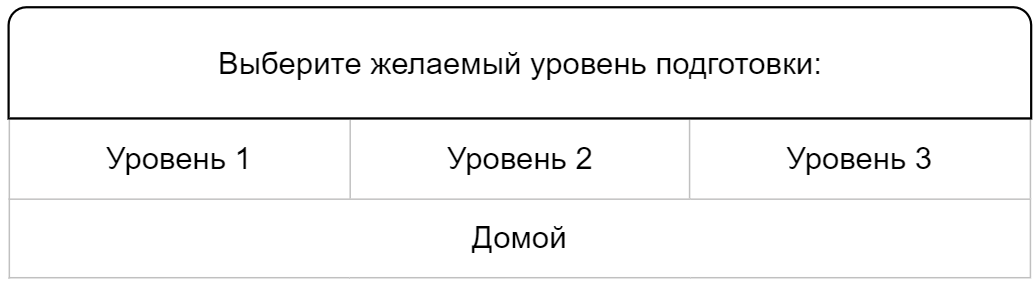 Выберите желаемый уровень подготовки:
Уровень 1
Уровень 2
Уровень 3
Домой